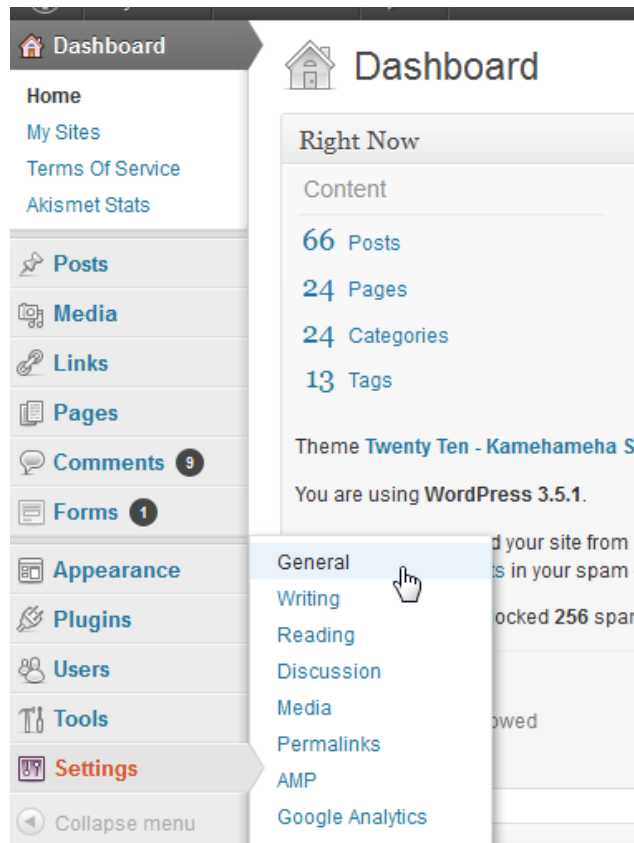 Dashboard
Home
My Sites
Terms Of Service
Akismet Stats
Posts
Media
Links
Pages
Comments 9
Forms 1
Appearance
Plugins
Users
Tools
Settings
Collapse menu
Dashboard
Right Now
Content
66 Posts
24 Pages
24 Categories
13 Tags
Theme Twenty Ten - Kamehameha S
You are using WordPress 3.5.1.
d your site from
ts in your spam
ocked 256 spar
owed
General
Writing
Reading
Discussion
Media
Permalinks
AMP
Google Analytics